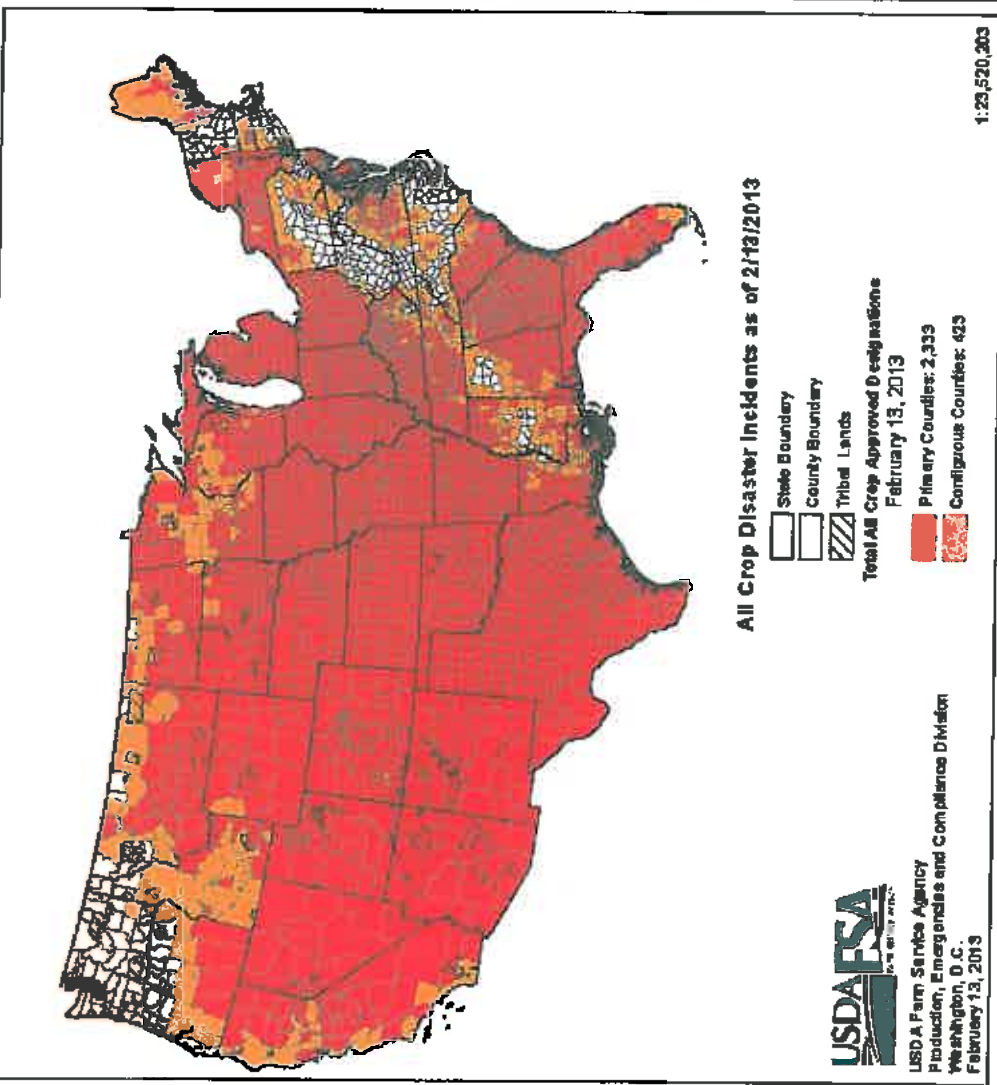 All Crop Disaster Incidents as of 2/13/2013
State Boundary
County Boundary
Tribal Lands
Total All Crop Approved Designations
February 13, 2013
Primary Counties: 2,333
Contiguous Counties: 423
USDA FSA
USDA Farm Service Agency
Production, Emergencies and Compliance Division
Washington, D.C.
February 13, 2013
1:23,520,203